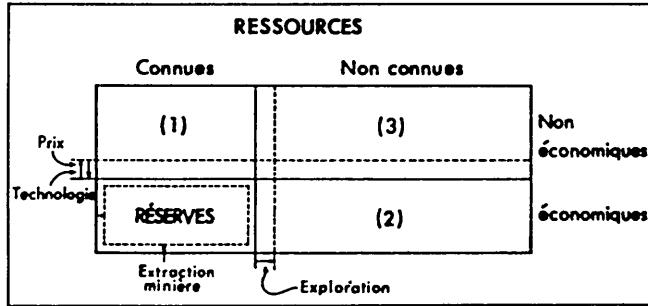 RESSOURCES
Connues Non connues
(1) (3) Non
économiques
Prix
Technologie
RÉSERVES (2) économiques
Extraction
minière
Exploration